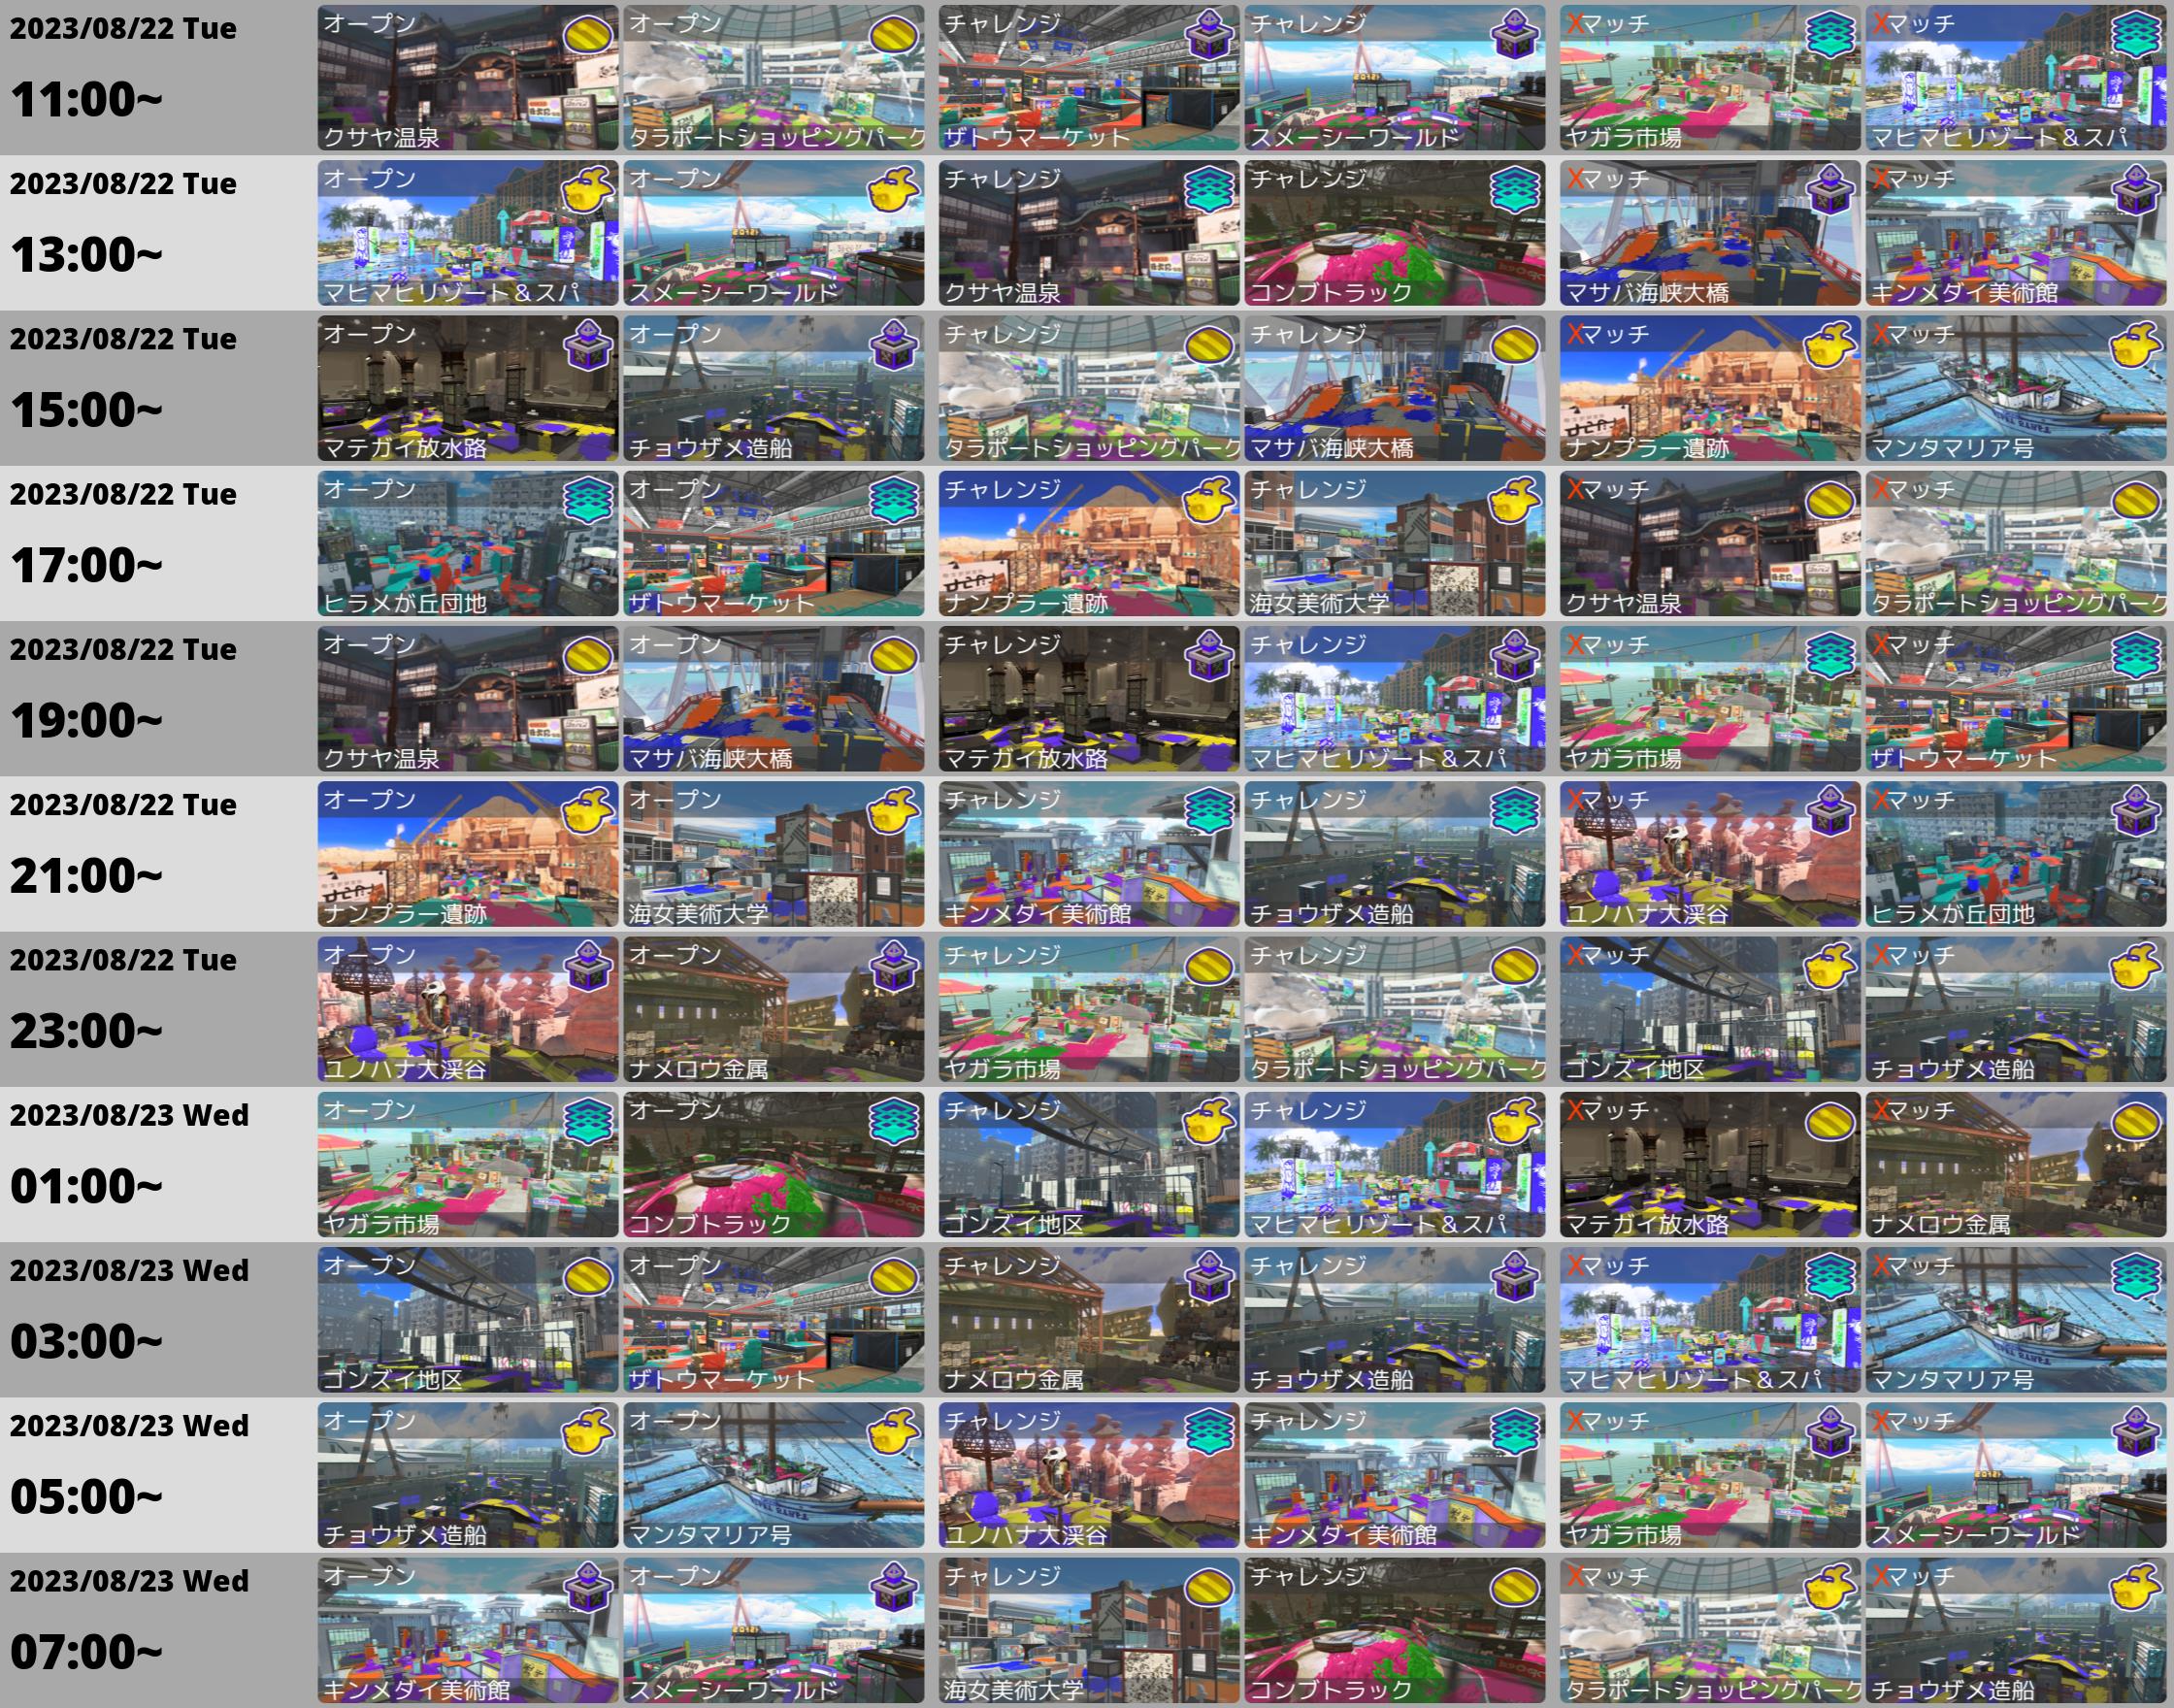 2023/08/22 Tue
11:00~
オープン
クサヤ温泉
オープン
タラポートショッピングパーク
チャレンジ
ザトウマーケット
チャレンジ
スメーシーワールド
Xマッチ
ヤガラ市場
Xマッチ
マヒマヒリゾート＆スパ
2023/08/22 Tue
13:00~
オープン
マヒマヒリゾート＆スパ
オープン
スメーシーワールド
チャレンジ
クサヤ温泉
チャレンジ
コンブトラック
Xマッチ
マサバ海峡大橋
Xマッチ
キンメダイ美術館
2023/08/22 Tue
15:00~
オープン
マテガイ放水路
オープン
チョウザメ造船
チャレンジ
タラポートショッピングパーク
チャレンジ
マサバ海峡大橋
Xマッチ
ナンプラー遺跡
Xマッチ
マンタマリア号
2023/08/22 Tue
17:00~
オープン
ヒラメが丘団地
オープン
ザトウマーケット
チャレンジ
ナンプラー遺跡
チャレンジ
海女美術大学
Xマッチ
クサヤ温泉
Xマッチ
タラポートショッピングパーク
2023/08/22 Tue
19:00~
オープン
クサヤ温泉
オープン
マサバ海峡大橋
チャレンジ
マテガイ放水路
チャレンジ
マヒマヒリゾート＆スパ
Xマッチ
ヤガラ市場
Xマッチ
ザトウマーケット
2023/08/22 Tue
21:00~
オープン
ナンプラー遺跡
オープン
海女美術大学
チャレンジ
キンメダイ美術館
チャレンジ
チョウザメ造船
Xマッチ
ユノハナ大渓谷
Xマッチ
ヒラメが丘団地
2023/08/22 Tue
23:00~
オープン
ユノハナ大渓谷
オープン
ナメロウ金属
チャレンジ
ヤガラ市場
チャレンジ
タラポートショッピングパーク
Xマッチ
ゴンズイ地区
Xマッチ
チョウザメ造船
2023/08/23 Wed
01:00~
オープン
ヤガラ市場
オープン
コンブトラック
チャレンジ
ゴンズイ地区
チャレンジ
マヒマヒリゾート＆スパ
Xマッチ
マテガイ放水路
Xマッチ
ナメロウ金属
2023/08/23 Wed
03:00~
オープン
ゴンズイ地区
オープン
ザトウマーケット
チャレンジ
ナメロウ金属
チャレンジ
チョウザメ造船
Xマッチ
マヒマヒリゾート＆スパ
Xマッチ
マンタマリア号
2023/08/23 Wed
05:00~
オープン
チョウザメ造船
オープン
マンタマリア号
チャレンジ
ユノハナ大渓谷
チャレンジ
キンメダイ美術館
Xマッチ
ヤガラ市場
Xマッチ
スメーシーワールド
2023/08/23 Wed
07:00~
オープン
キンメダイ美術館
オープン
スメーシーワールド
チャレンジ
海女美術大学
チャレンジ
コンブトラック
Xマッチ
タラポートショッピングパーク
Xマッチ
チョウザメ造船